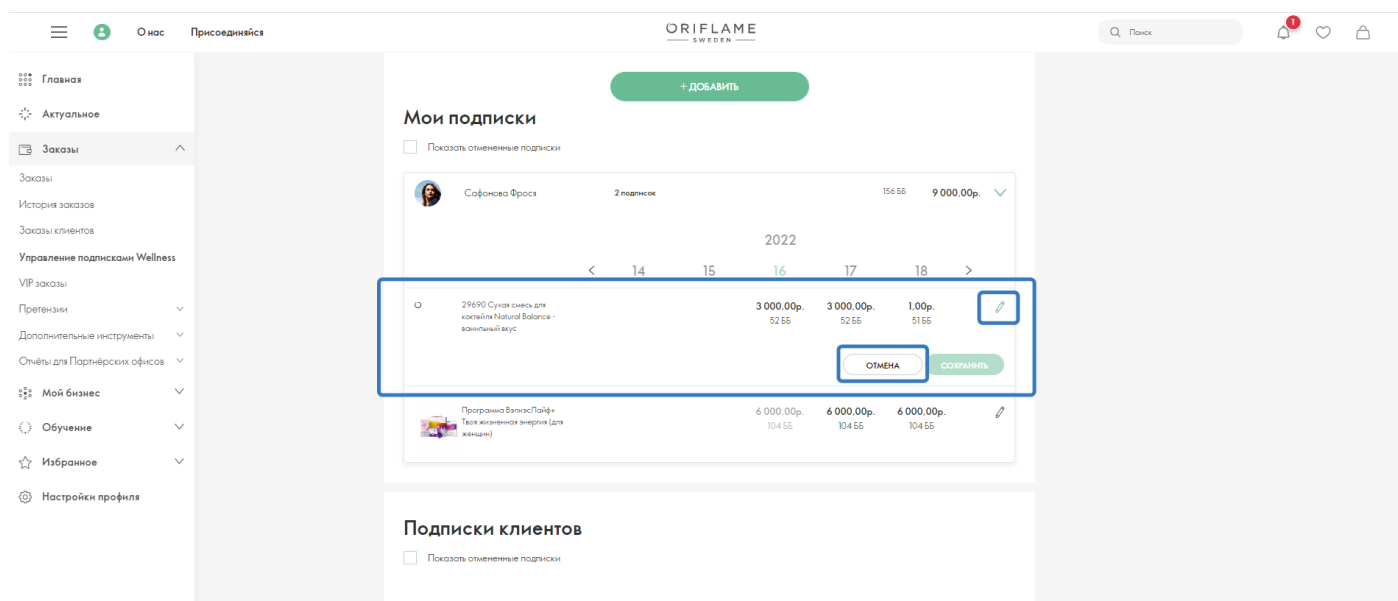 О нас
Присоединяйся
ORIFLAME
SWEDEN
Поиск
1
Главная
Актуальное
Заказы
Заказы
История заказов
Заказы клиентов
Управление подписками Wellness
VIP заказы
Претензии
Дополнительные инструменты
Отчёты для Партнёрских офисов
Мой бизнес
Обучение
Избранное
Настройки профиля
+ ДОБАВИТЬ
Мои подписки
Показать отмененные подписки
Сафонова Фрося 2 подписок 156 ББ 9 000,00р.
2022
14 15 16 17 18
29690 Сухая смесь для 3 000,00р. 3 000,00р. 1,00р.
коктейля Natural Balance - 52 ББ 52 ББ 51 ББ
ванильный вкус
ОТМЕНА СОХРАНИТЬ
Программа ВэлнэсЛайф+ 6 000,00р. 6 000,00р. 6 000,00р.
Твоя жизненная энергия (для 104 ББ 104 ББ 104 ББ
женщин)
Подписки клиентов
Показать отмененные подписки